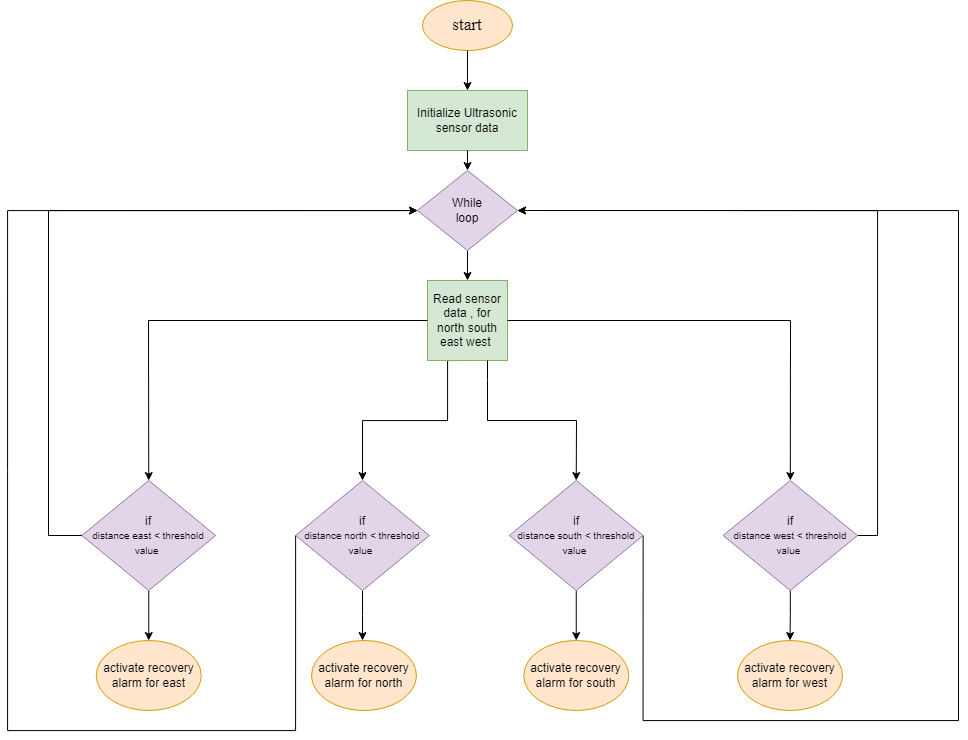 start
Initialize Ultrasonic
sensor data
While
loop
Read sensor
data , for
north south
east west
if
distance east < threshold
value
if
distance north < threshold
value
if
distance south < threshold
value
if
distance west < threshold
value
activate recovery
alarm for east
activate recovery
alarm for north
activate recovery
alarm for south
activate recovery
alarm for west